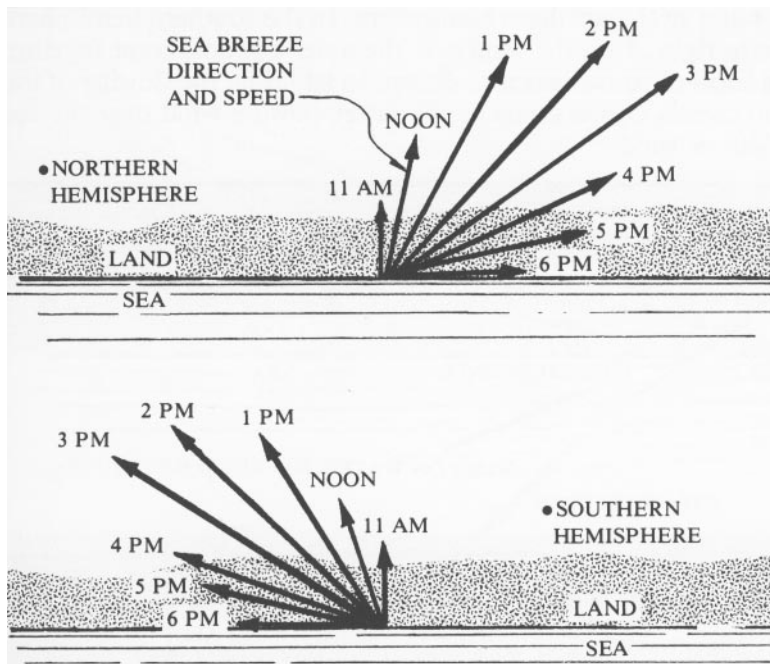 SEA BREEZE
DIRECTION
AND SPEED
1 PM
2 PM
3 PM
NOON
• NORTHERN
HEMISPHERE
11 AM
4 PM
5 PM
6 PM
LAND
SEA
2 PM
1 PM
3 PM
NOON
• SOUTHERN
HEMISPHERE
11 AM
4 PM
5 PM
6 PM
LAND
SEA